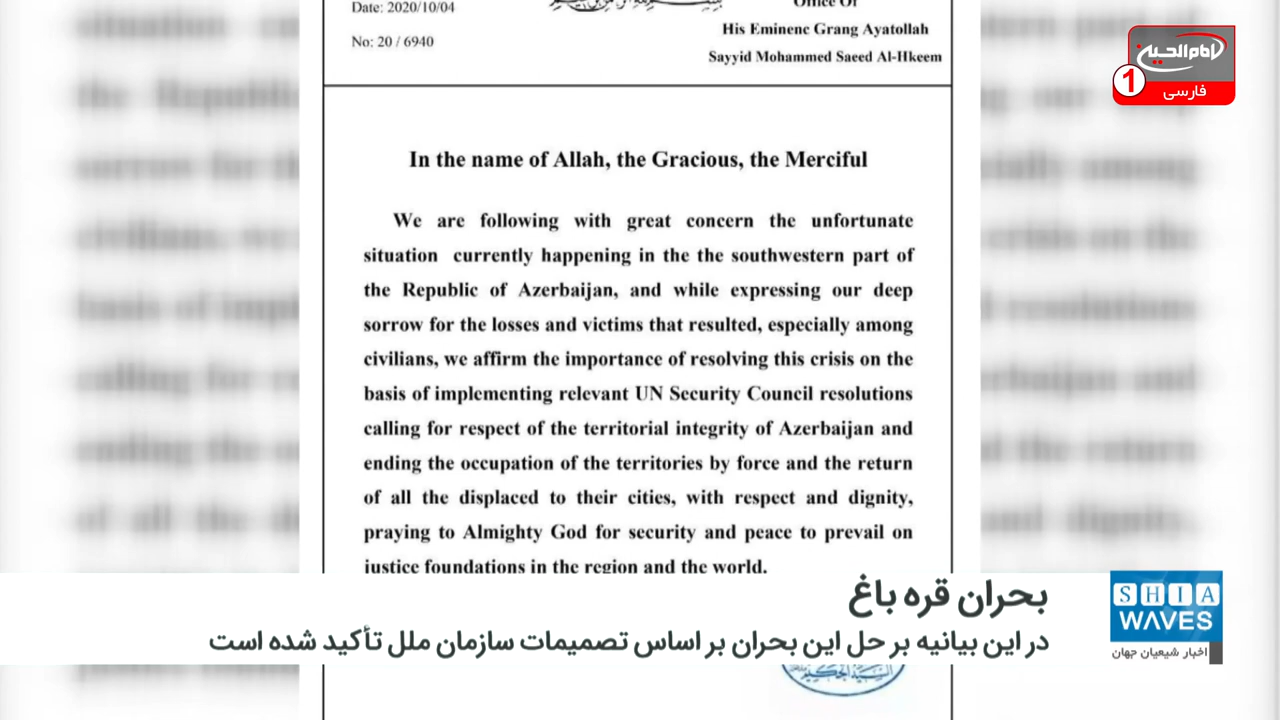 Date: 2020/10/04
No: 20 / 6940
Office Of
His Eminenc Grang Ayatollah
Sayyid Mohammed Saeed Al-Hkeem
امام الحسین
1
فارسی
In the name of Allah, the Gracious, the Merciful
We are following with great concern the unfortunate
situation currently happening in the the southwestern part of
the Republic of Azerbaijan, and while expressing our deep
sorrow for the losses and victims that resulted, especially among
civilians, we affirm the importance of resolving this crisis on the
basis of implementing relevant UN Security Council resolutions
calling for respect of the territorial integrity of Azerbaijan and
ending the occupation of the territories by force and the return
of all the displaced to their cities, with respect and dignity,
praying to Almighty God for security and peace to prevail on
justice foundations in the region and the world.
بحران قره باغ
در این بیانیه بر حل این بحران بر اساس تصمیمات سازمان ملل تأکید شده است
SHIA
WAVES
اخبار شیعیان جهان